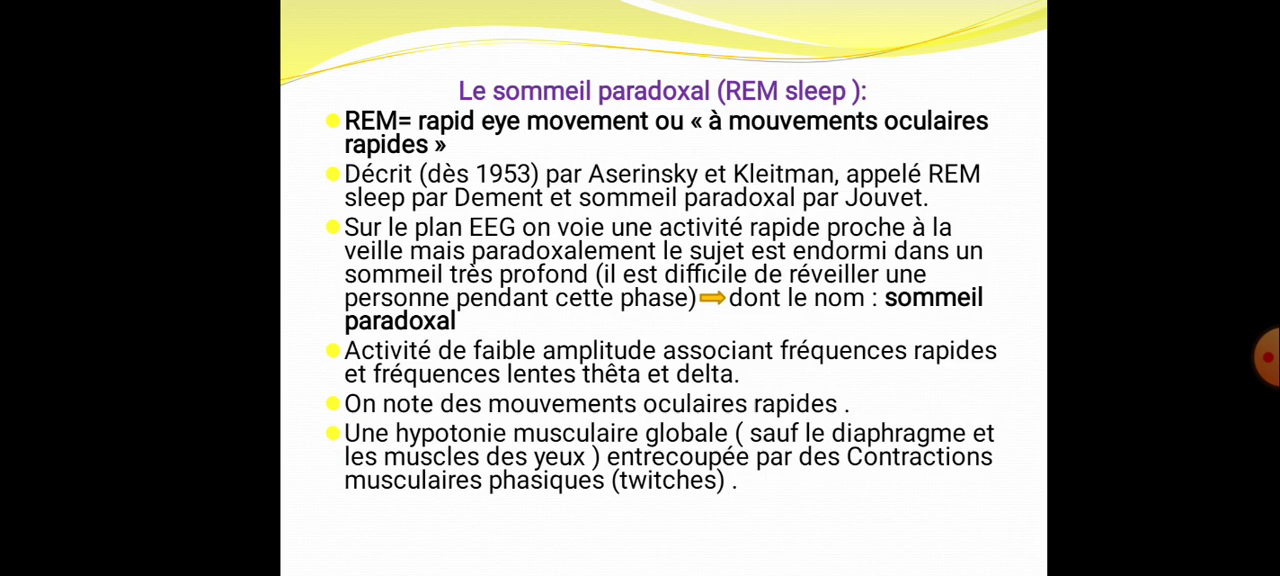 Le sommeil paradoxal (REM sleep ):
REM= rapid eye movement ou « à mouvements oculaires
rapides »
Décrit (dès 1953) par Aserinsky et Kleitman, appelé REM
sleep par Dement et sommeil paradoxal par Jouvet.
Sur le plan EEG on voie une activité rapide proche à la
veille mais paradoxalement le sujet est endormi dans un
sommeil très profond (il est difficile de réveiller une
personne pendant cette phase) dont le nom : sommeil
paradoxal
Activité de faible amplitude associant fréquences rapides
et fréquences lentes thêta et delta.
On note des mouvements oculaires rapides .
Une hypotonie musculaire globale ( sauf le diaphragme et
les muscles des yeux ) entrecoupée par des Contractions
musculaires phasiques (twitches) .